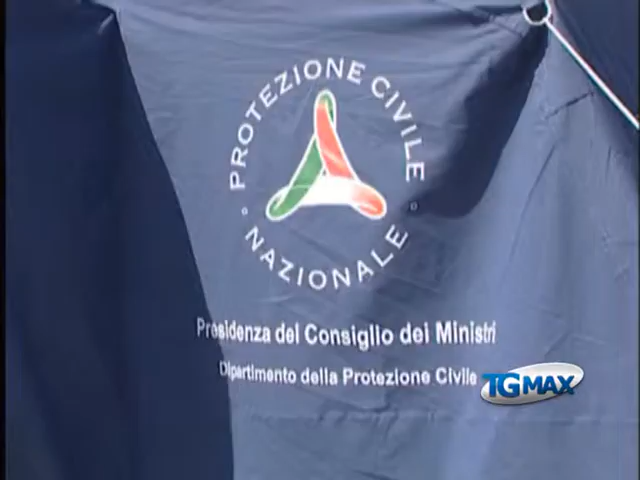 PROTEZIONE CIVILE
NAZIONALE
Presidenza del Consiglio dei Ministri
Dipartimento della Protezione Civile
TGMAX